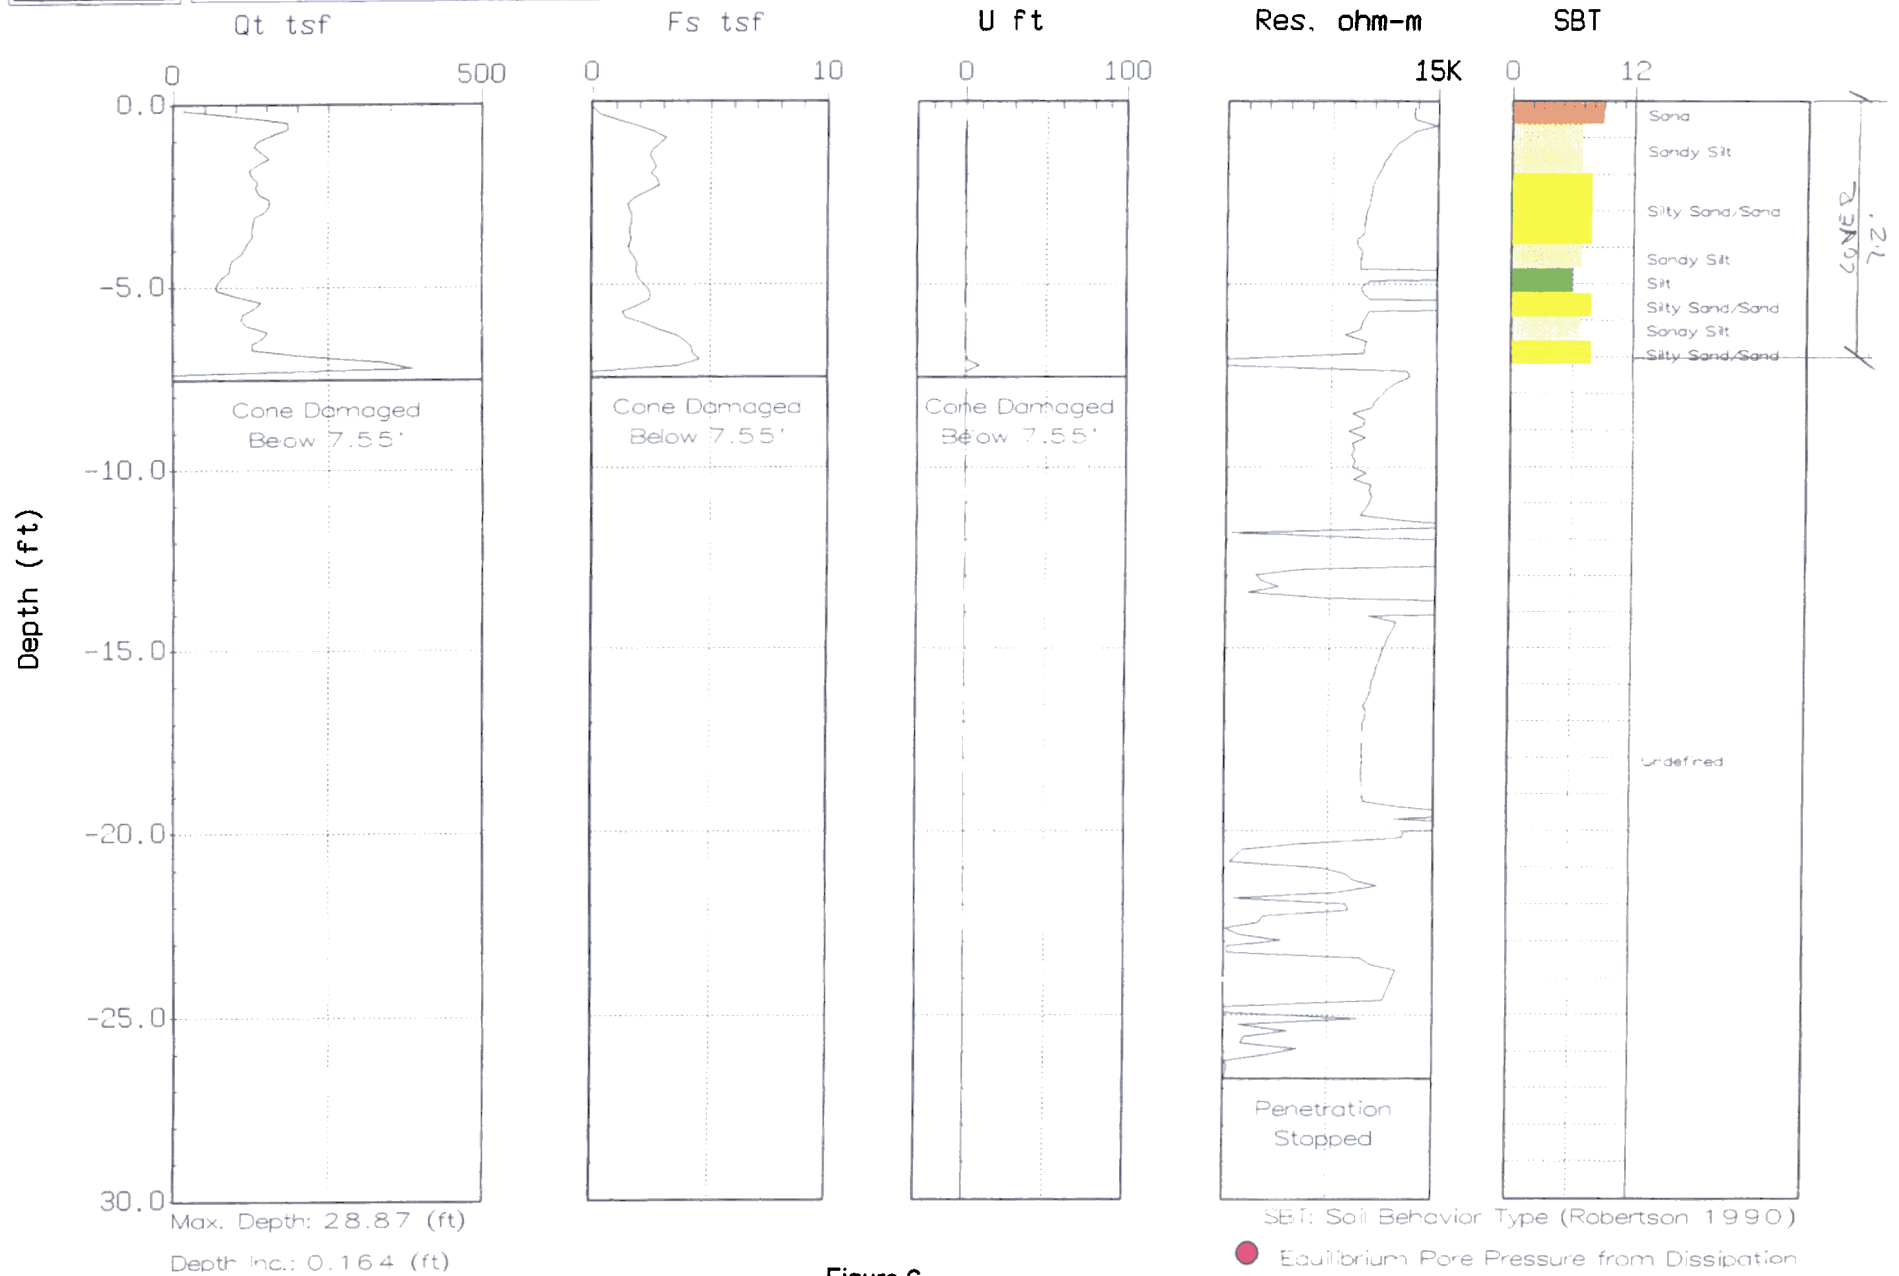 Qt tsf
Fs tsf
U ft
Res. ohm-m
SBT
0 500
0 10
0 100
15K
0 12
0.0
-5.0
-10.0
-15.0
-20.0
-25.0
30.0
Depth (ft)
Sand
Sandy Silt
Silty Sand/Sand
Sandy Silt
Silt
Silty Sand/Sand
Sandy Silt
Silty Sand/Sand
COVER
7.2'
Cone Damaged
Below 7.55'
Cone Damaged
Below 7.55'
Cone Damaged
Below 7.55'
Undefined
Penetration
Stopped
Max. Depth: 28.87 (ft)
Depth Inc.: 0.164 (ft)
SBT: Soil Behavior Type (Robertson 1990)
Equilibrium Pore Pressure from Dissipation